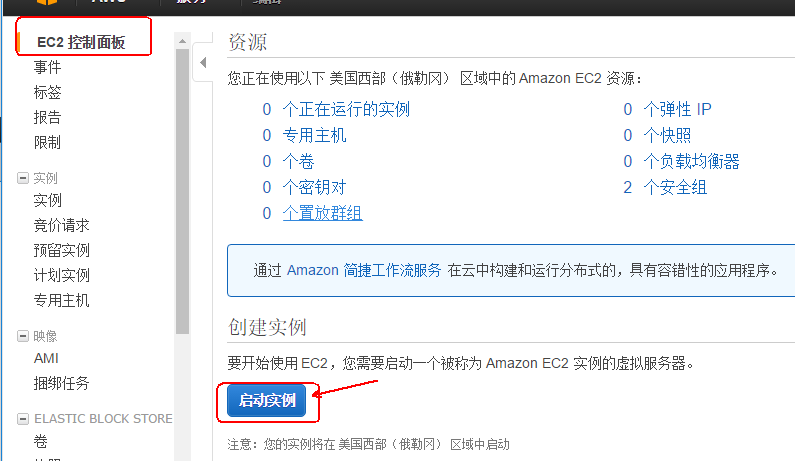 AWS
服务
编辑
EC2 控制面板
事件
标签
报告
限制
实例
实例
竞价请求
预留实例
计划实例
专用主机
映像
AMI
捆绑任务
ELASTIC BLOCK STORE
卷
资源
您正在使用以下 美国西部（俄勒冈） 区域中的 Amazon EC2 资源：
0 个正在运行的实例
0 个弹性 IP
0 专用主机
0 个快照
0 个卷
0 个负载均衡器
0 个密钥对
2 个安全组
0 个置放群组
通过 Amazon 简捷工作流服务 在云中构建和运行分布式的，具有容错性的应用程序。
创建实例
要开始使用 EC2，您需要启动一个被称为 Amazon EC2 实例的虚拟服务器。
启动实例
注意：您的实例将在 美国西部（俄勒冈） 区域中启动